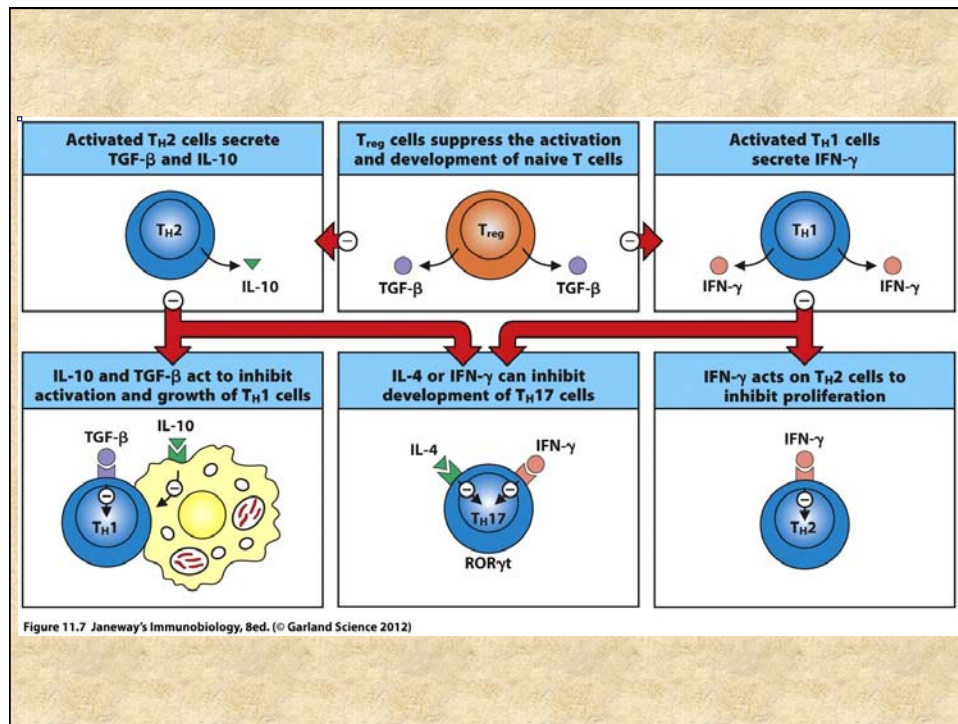 Activated TH2 cells secrete
TGF-β and IL-10
TH2
IL-10
Treg cells suppress the activation
and development of naive T cells
Treg
TGF-β
TGF-β
Activated TH1 cells
secrete IFN-γ
TH1
IFN-γ
IFN-γ
IL-10 and TGF-β act to inhibit
activation and growth of TH1 cells
TGF-β
IL-10
TH1
IL-4 or IFN-γ can inhibit
development of TH17 cells
IL-4
IFN-γ
TH17
RORγt
IFN-γ acts on TH2 cells to
inhibit proliferation
IFN-γ
TH2
Figure 11.7 Janeway's Immunobiology, 8ed. (© Garland Science 2012)